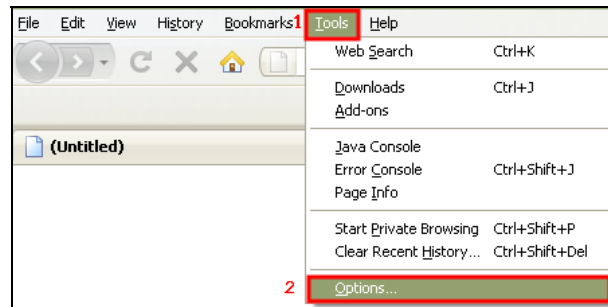 File Edit View History Bookmarks 1 Tools Help
Web Search Ctrl+K
Downloads Ctrl+J
Add-ons
(Untitled)
Java Console
Error Console Ctrl+Shift+J
Page Info
Start Private Browsing Ctrl+Shift+P
Clear Recent History... Ctrl+Shift+Del
2 Options...